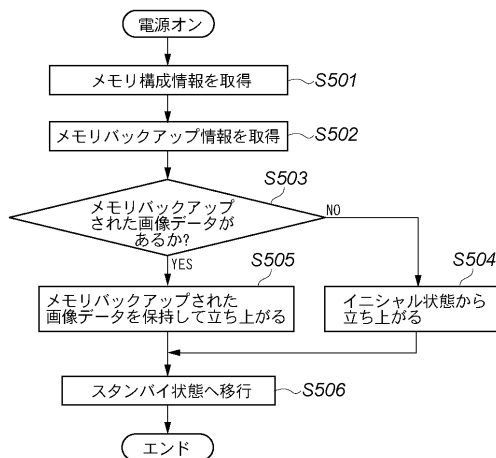 電源オン
メモリ構成情報を取得
S501
メモリバックアップ情報を取得
S502
S503
メモリバックアップ
された画像データが
あるか?
NO
YES
S505
メモリバックアップされた
画像データを保持して立ち上がる
S504
イニシャル状態から
立ち上がる
スタンバイ状態へ移行
S506
エンド